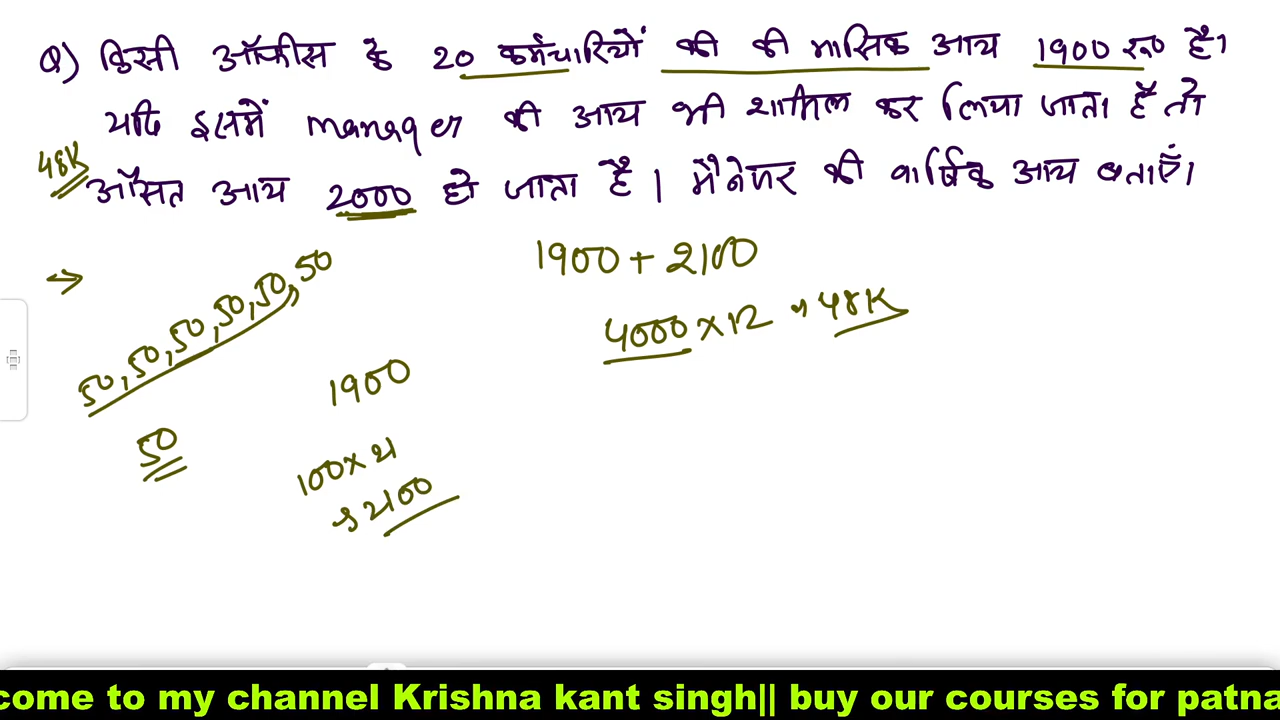 Q) किसी ऑफीस के 20 कर्मचारियों की की मासिक आय 1900 रू० है।
यदि इसमें manager की आय भी शामिल कर लिया जाता है तो
48K
औसत आय 2000 हो जाता है। मैनेजर की वार्षिक आय बताएँ।
⇒
50, 50, 50, 50, 50, 50
50
1900 + 2100
4000 × 12 → 48K
1900
100 × 21
→ 2100
come to my channel Krishna kant singh|| buy our courses for patna